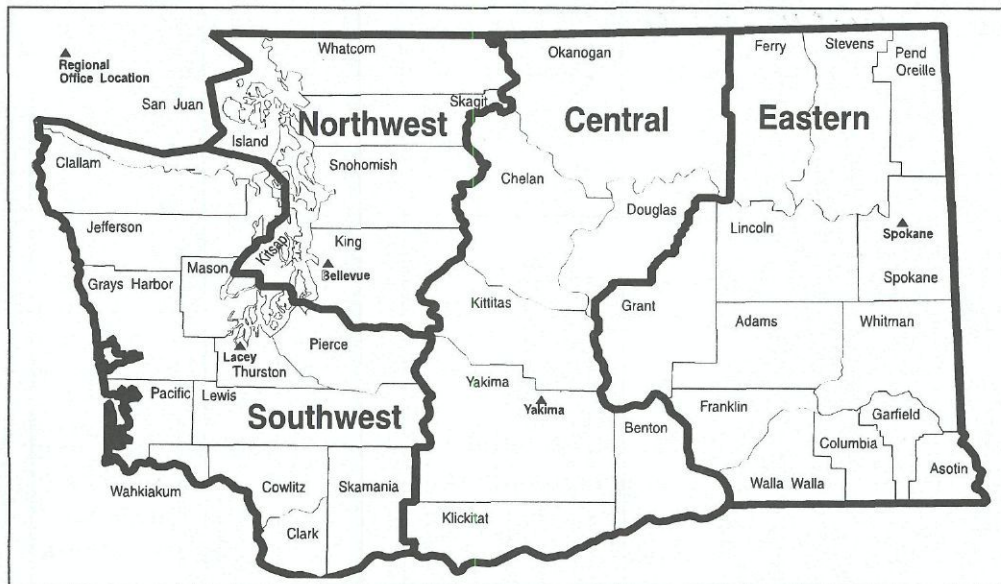 ▲
Regional
Office Location
Whatcom
Okanogan
Ferry
Stevens
Pend
Oreille
San Juan
Skagit
Island
Northwest
Central
Eastern
Clallam
Snohomish
Chelan
Jefferson
Douglas
Lincoln
▲
Spokane
Kitsap
King
▲
Bellevue
Mason
Spokane
Grays Harbor
Kittitas
Grant
Adams
Whitman
Pierce
▲
Lacey
Thurston
Yakima
▲
Yakima
Pacific
Lewis
Southwest
Franklin
Benton
Garfield
Columbia
Asotin
Wahkiakum
Cowlitz
Skamania
Walla Walla
Clark
Klickitat